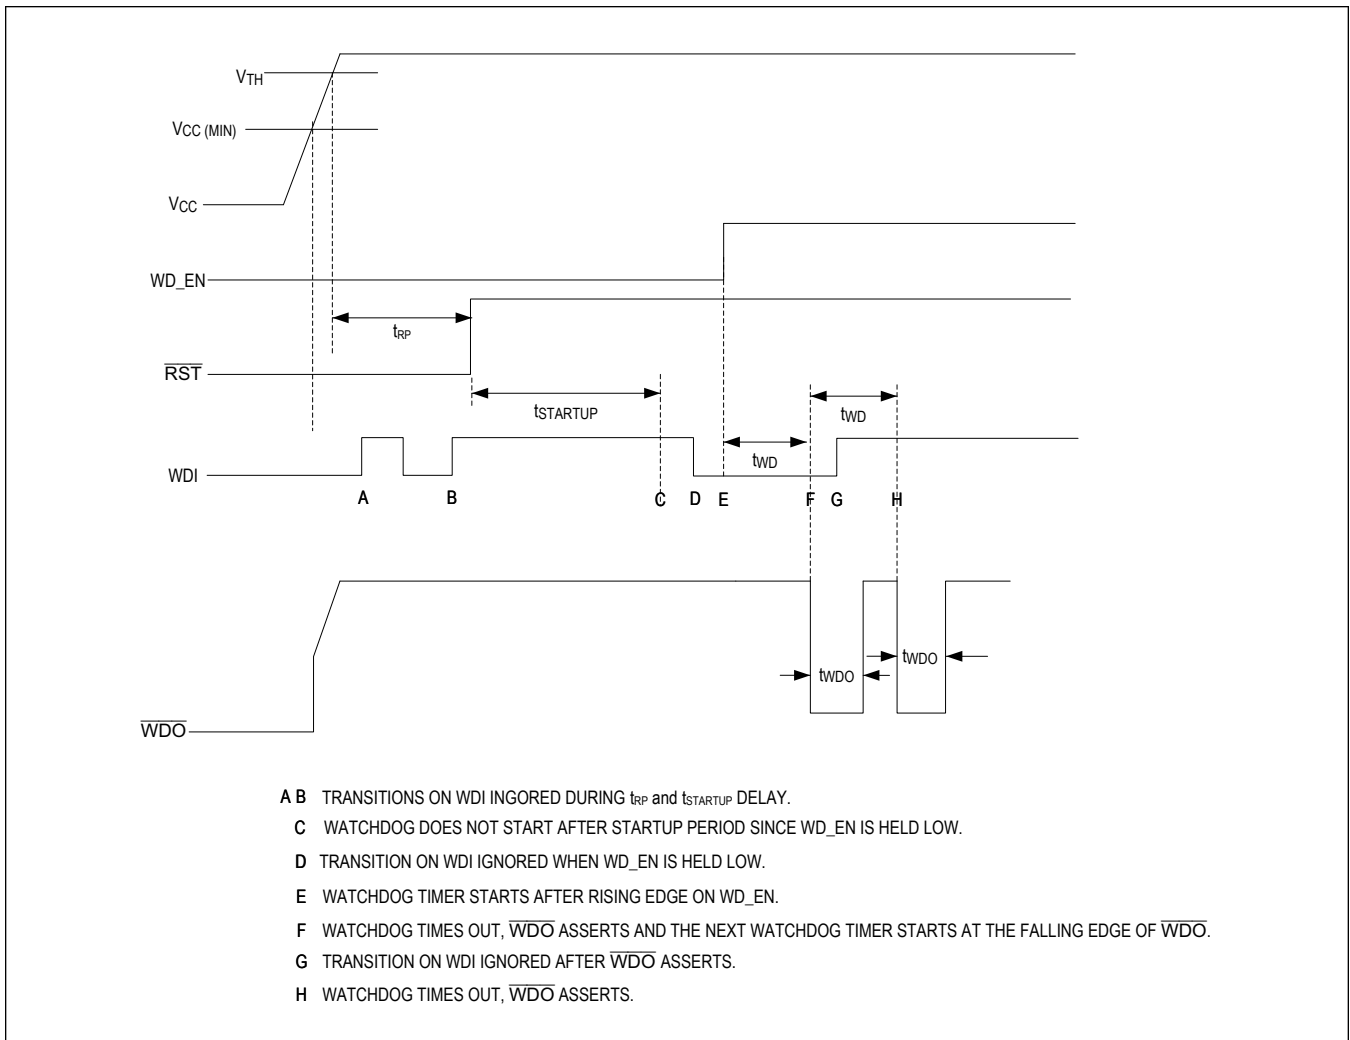 VTH
VCC (MIN)
VCC
WD_EN
tRP
RST
tSTARTUP
tWD
tWD
WDI
A B C D E F G H
tWDO
tWDO
WDO
A B TRANSITIONS ON WDI INGORED DURING tRP and tSTARTUP DELAY.
C WATCHDOG DOES NOT START AFTER STARTUP PERIOD SINCE WD_EN IS HELD LOW.
D TRANSITION ON WDI IGNORED WHEN WD_EN IS HELD LOW.
E WATCHDOG TIMER STARTS AFTER RISING EDGE ON WD_EN.
F WATCHDOG TIMES OUT, WDO ASSERTS AND THE NEXT WATCHDOG TIMER STARTS AT THE FALLING EDGE OF WDO.
G TRANSITION ON WDI IGNORED AFTER WDO ASSERTS.
H WATCHDOG TIMES OUT, WDO ASSERTS.